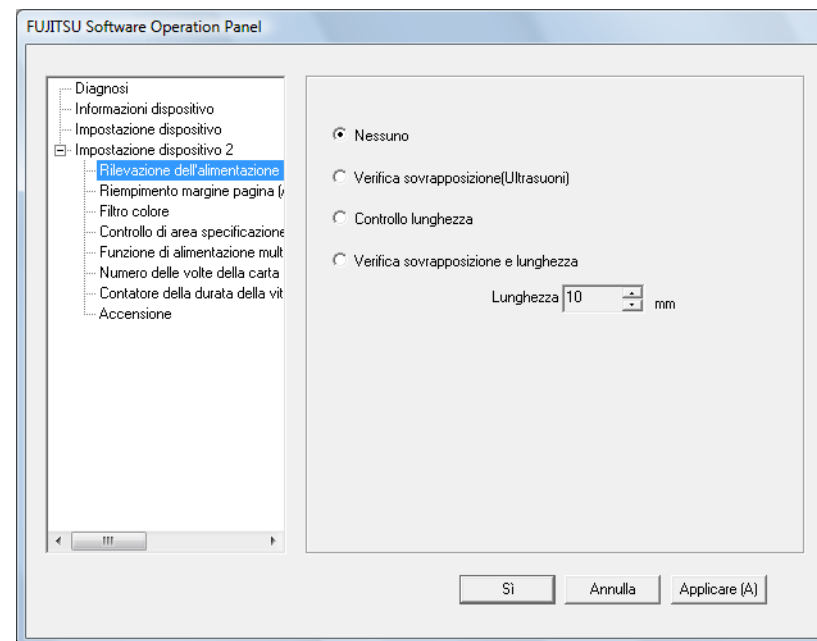 FUJITSU Software Operation Panel
Diagnosi
Informazioni dispositivo
Impostazione dispositivo
Impostazione dispositivo 2
Rilevazione dell'alimentazione
Riempimento margine pagina (
Filtro colore
Controllo di area specificazione
Funzione di alimentazione mult
Numero delle volte della carta
Contatore della durata della vit
Accensione
Nessuno
Verifica sovrapposizione(Ultrasuoni)
Controllo lunghezza
Verifica sovrapposizione e lunghezza
Lunghezza 10 mm
Sì Annulla Applicare (A)